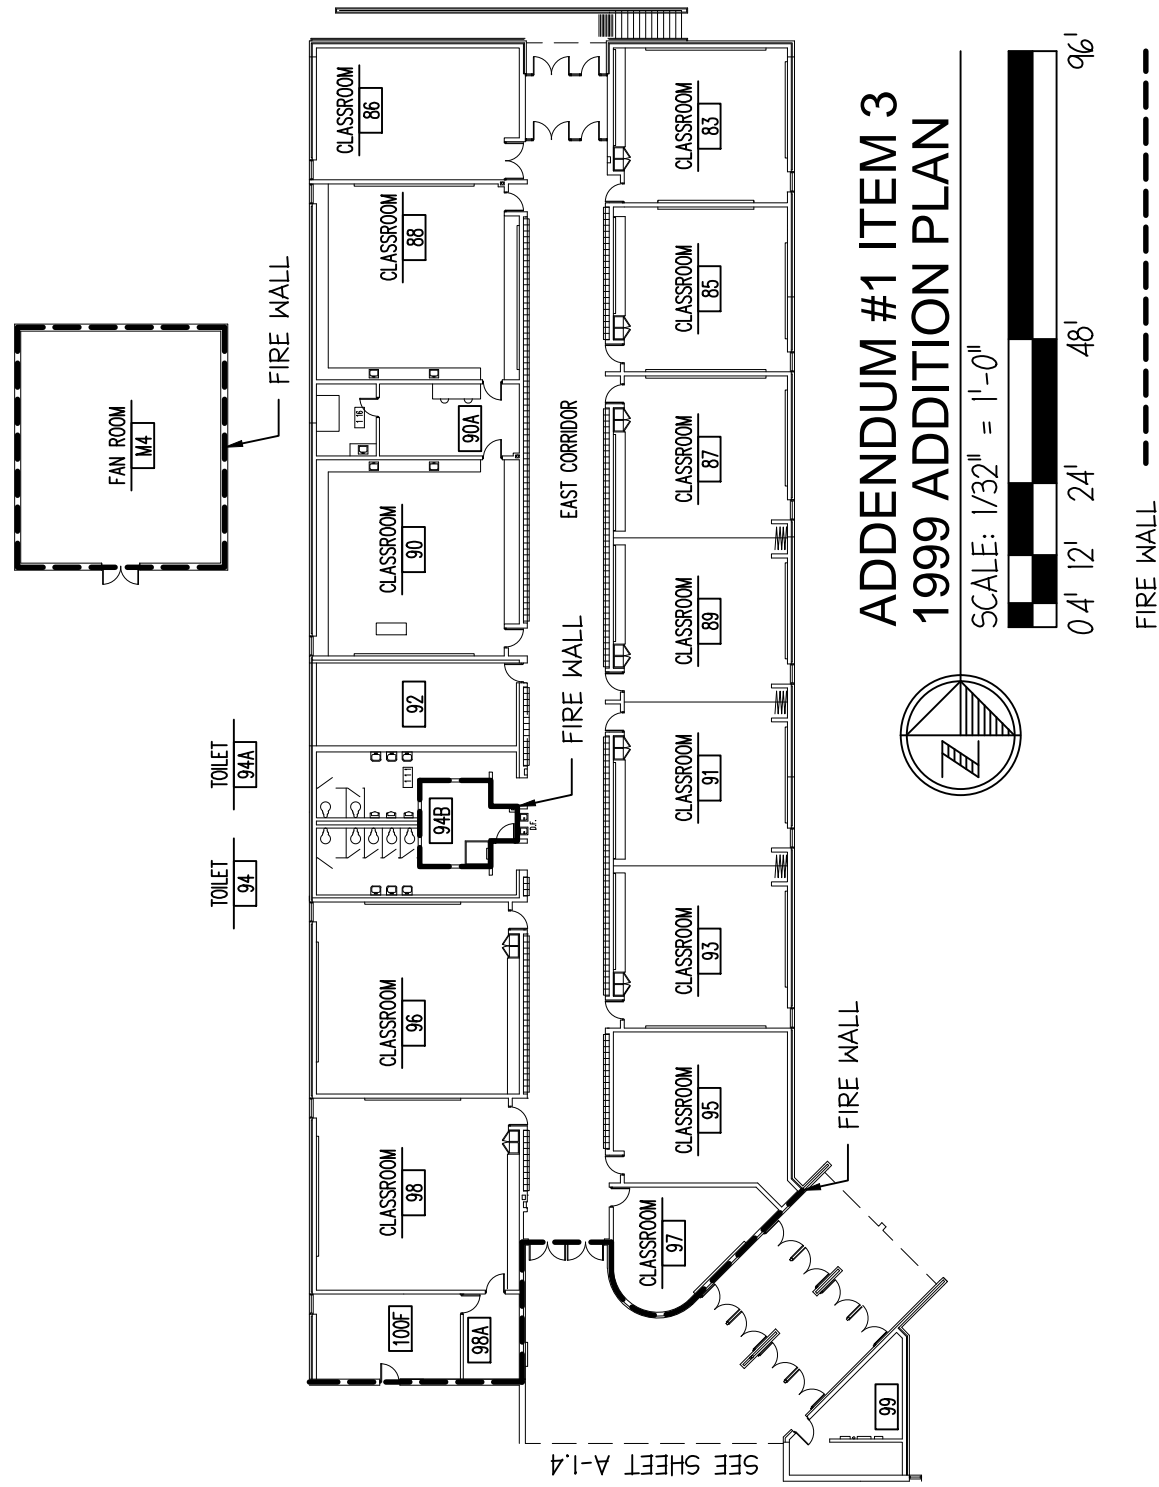 ADDENDUM #1 ITEM 3
1999 ADDITION PLAN
SCALE: 1/32" = 1'-0"
0 4' 12' 24' 48' 96'
FIRE WALL
N
FAN ROOM
M4
FIRE WALL
TOILET
94
TOILET
94A
100F
98A
CLASSROOM
98
CLASSROOM
96
94B
92
CLASSROOM
90
90A
116
CLASSROOM
88
CLASSROOM
86
111
D.F.
FIRE WALL
EAST CORRIDOR
CLASSROOM
97
CLASSROOM
95
CLASSROOM
93
CLASSROOM
91
CLASSROOM
89
CLASSROOM
87
CLASSROOM
85
CLASSROOM
83
FIRE WALL
99
SEE SHEET A-1.4